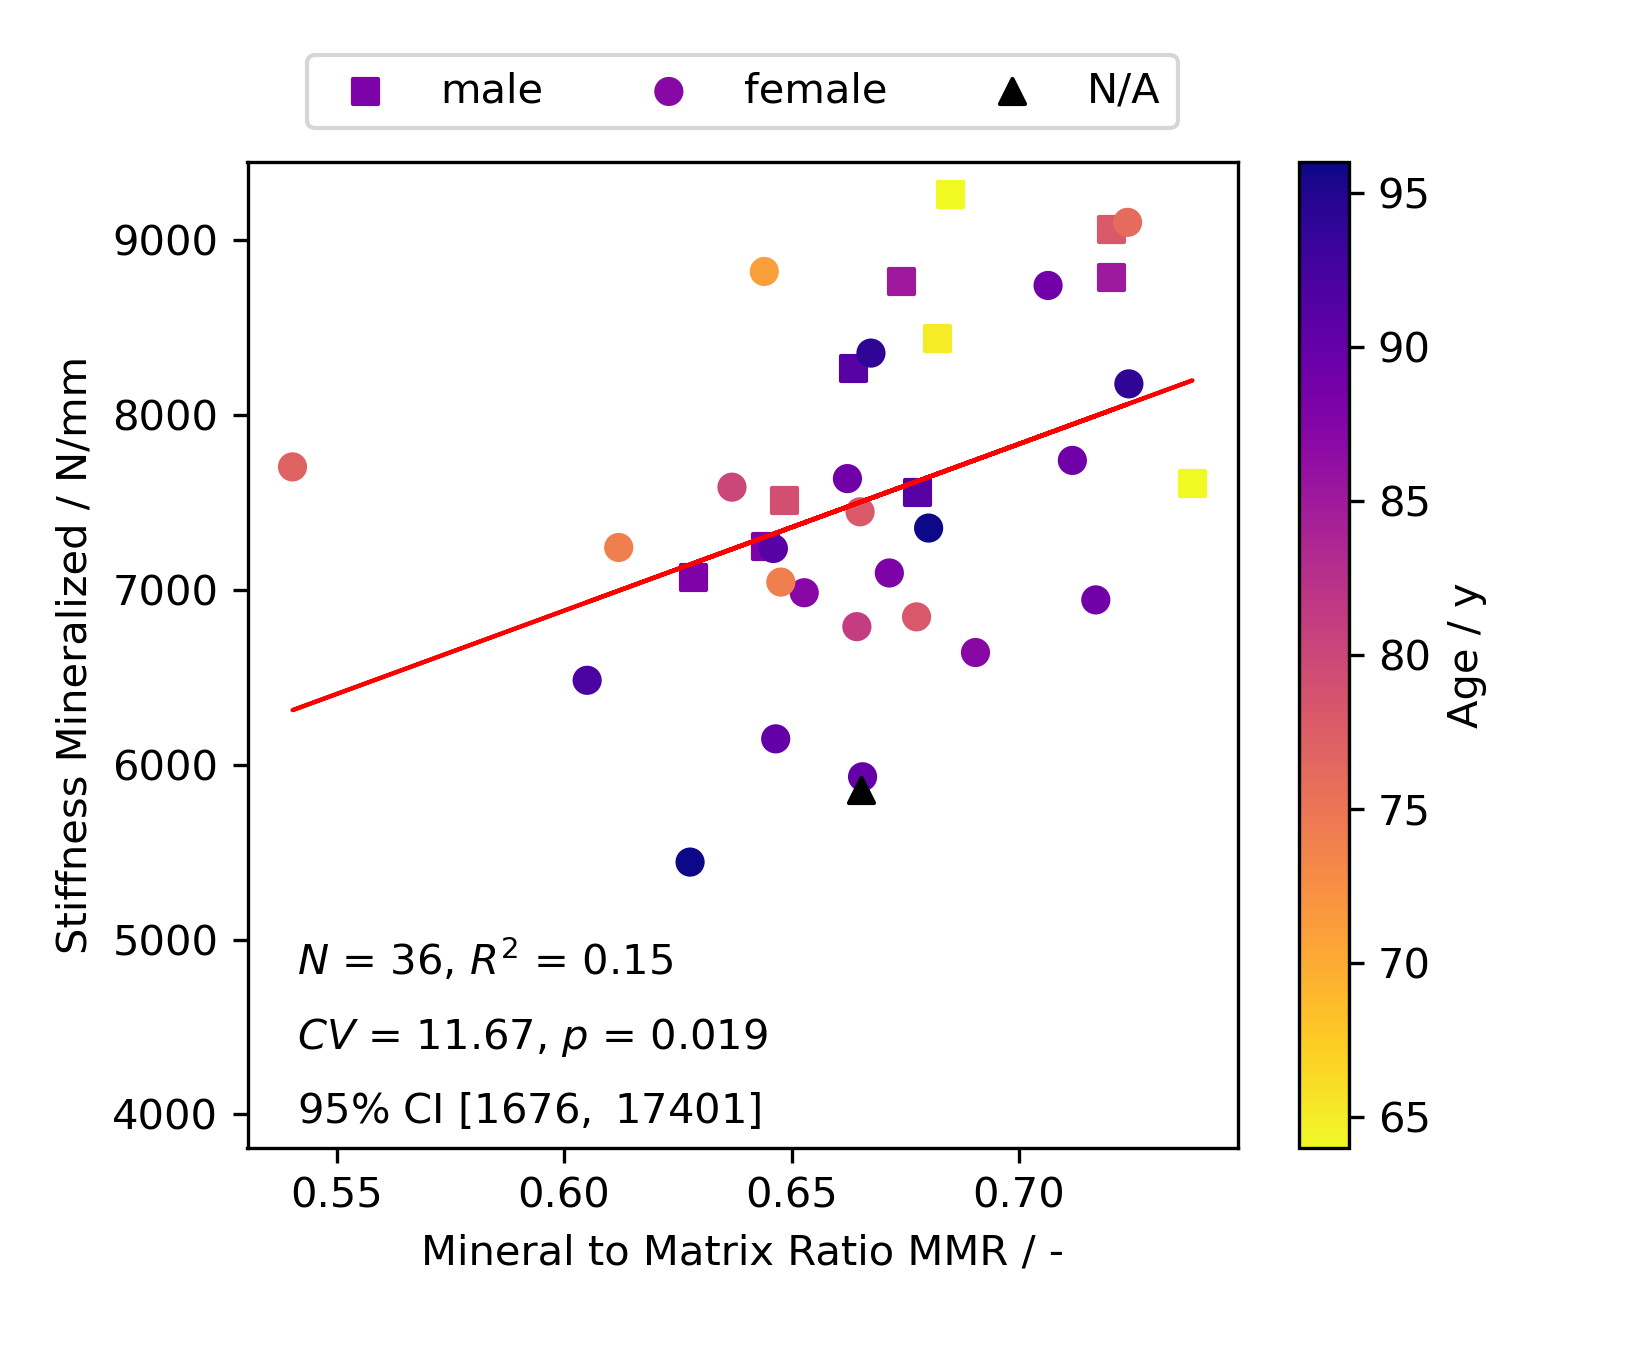 male female N/A
9000
8000
7000
6000
5000
4000
Stiffness Mineralized / N/mm
N = 36, R² = 0.15
CV = 11.67, p = 0.019
95% CI [1676, 17401]
0.55 0.60 0.65 0.70
Mineral to Matrix Ratio MMR / -
95
90
85
80
75
70
65
Age / y